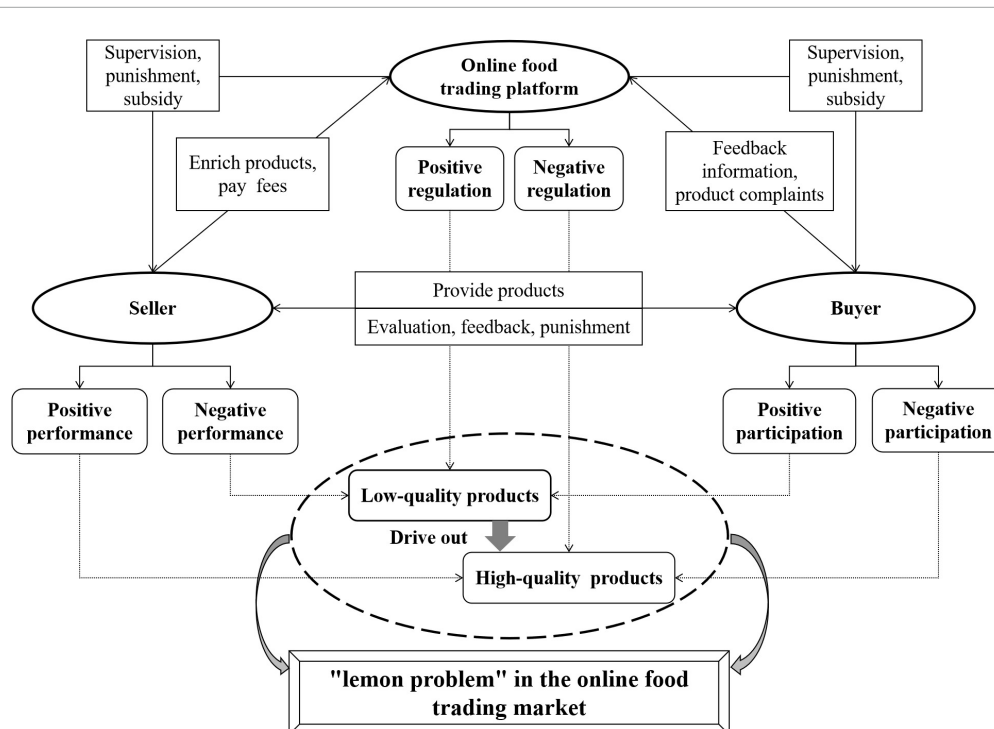 Supervision,
punishment,
subsidy
Online food
trading platform
Supervision,
punishment,
subsidy
Enrich products,
pay fees
Positive
regulation
Negative
regulation
Feedback
information,
product complaints
Seller
Provide products
Evaluation, feedback, punishment
Buyer
Positive
performance
Negative
performance
Positive
participation
Negative
participation
Low-quality products
Drive out
High-quality products
"lemon problem" in the online food
trading market